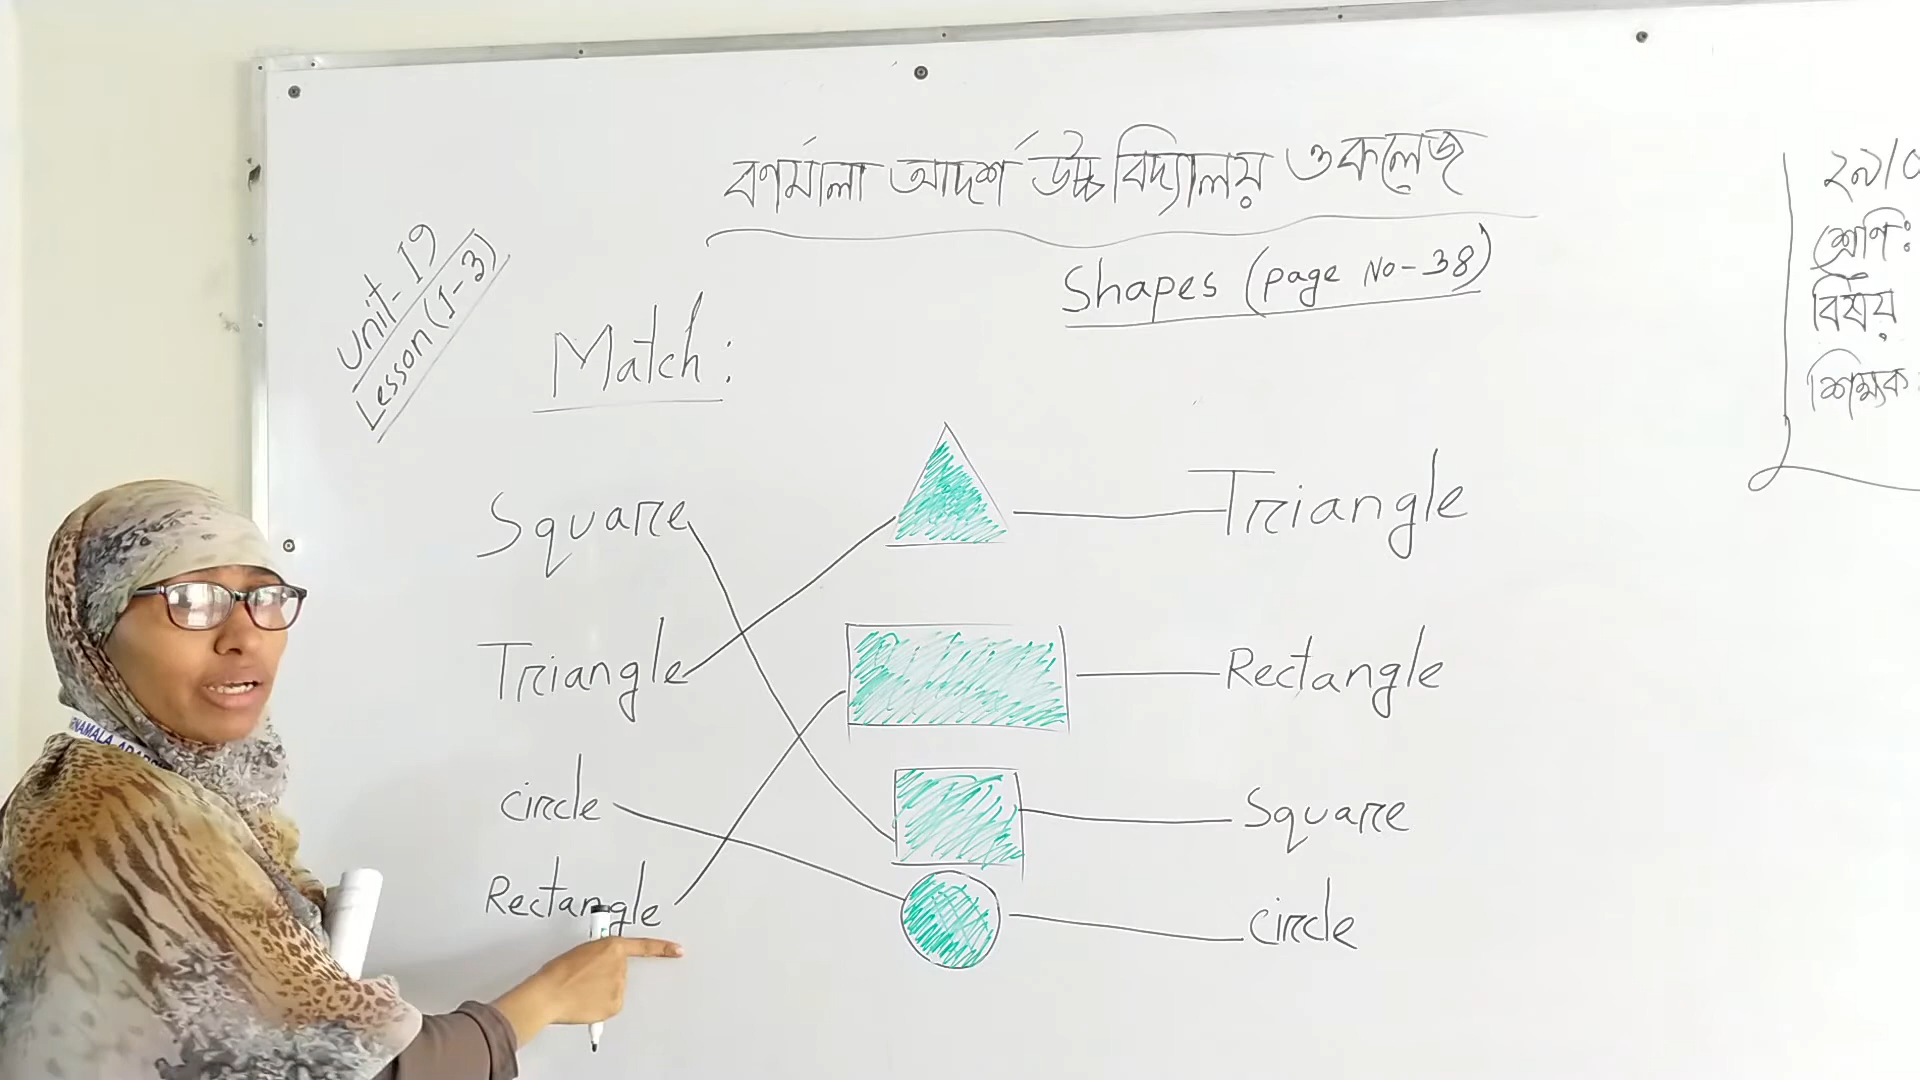 বর্ণমালা আদর্শ উচ্চ বিদ্যালয় ও কলেজ
Unit-19
Lesson (1-3)
Shapes (page No-38)
Match:
Square
Triangle
circle
Rectangle
Triangle
Rectangle
Square
circle
শ্রেণি:
বিষয়
শিক্ষক